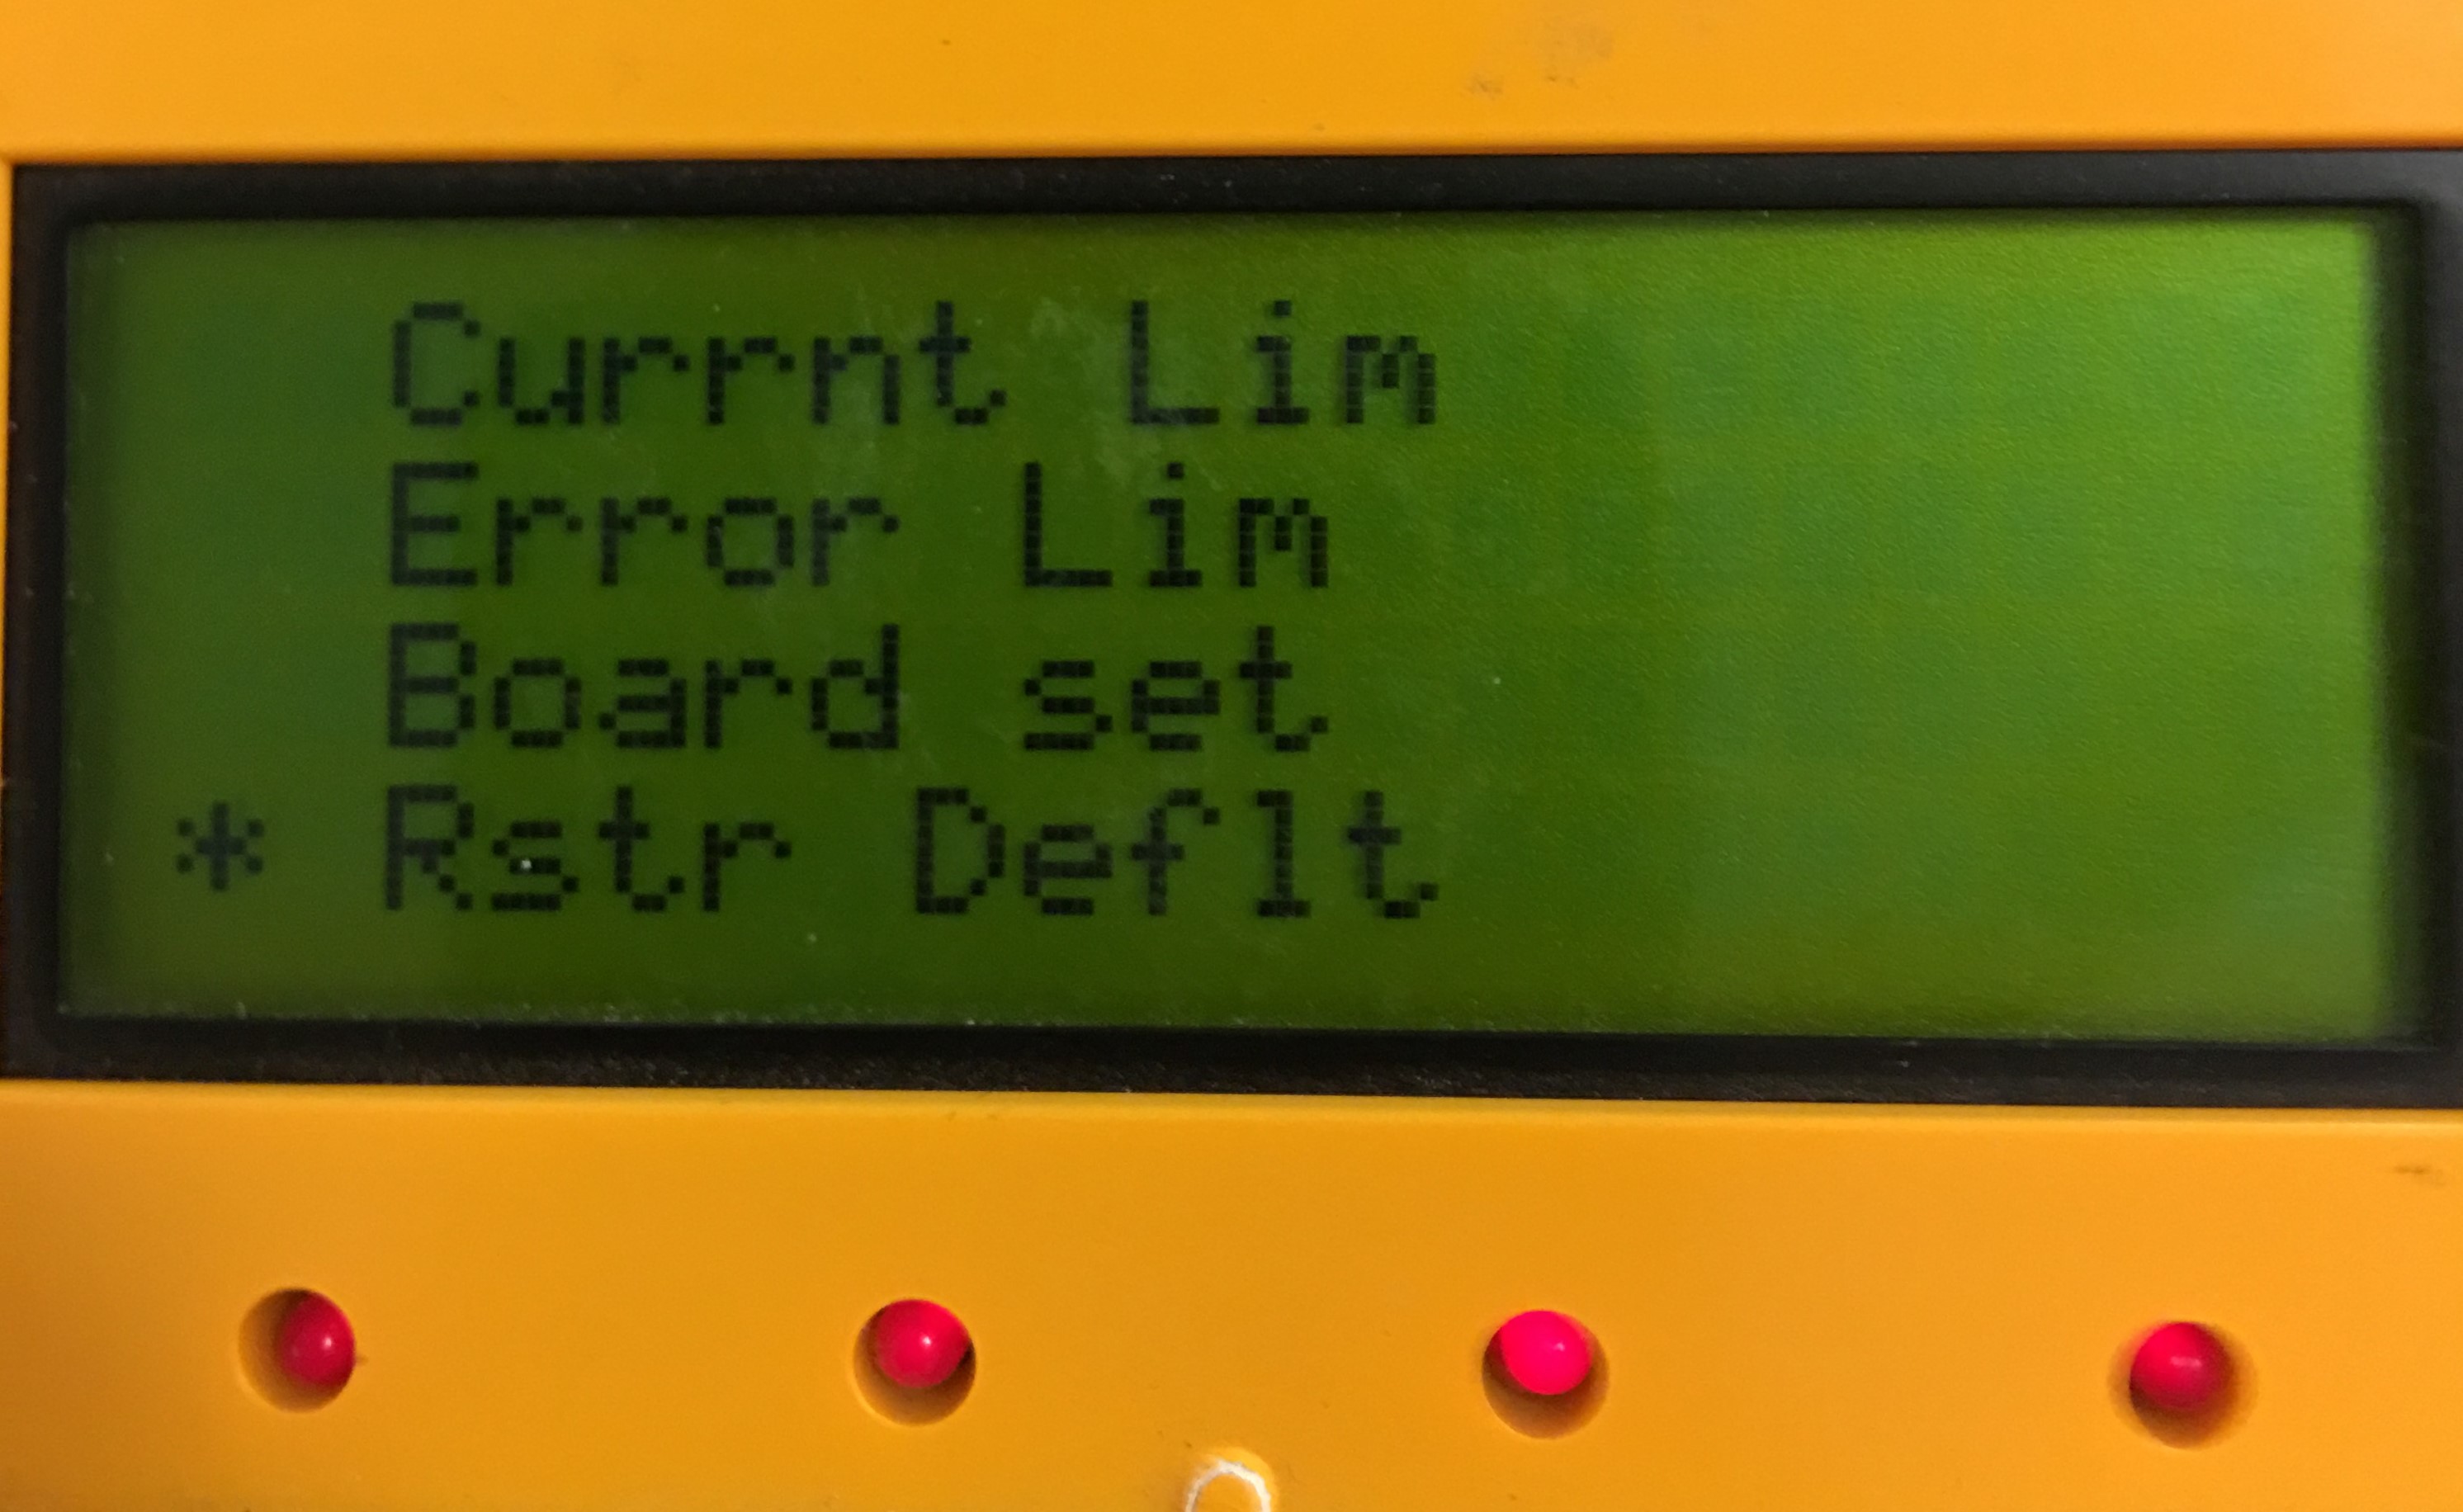 Currnt Lim
Error Lim
Board set
* Rstr Deflt